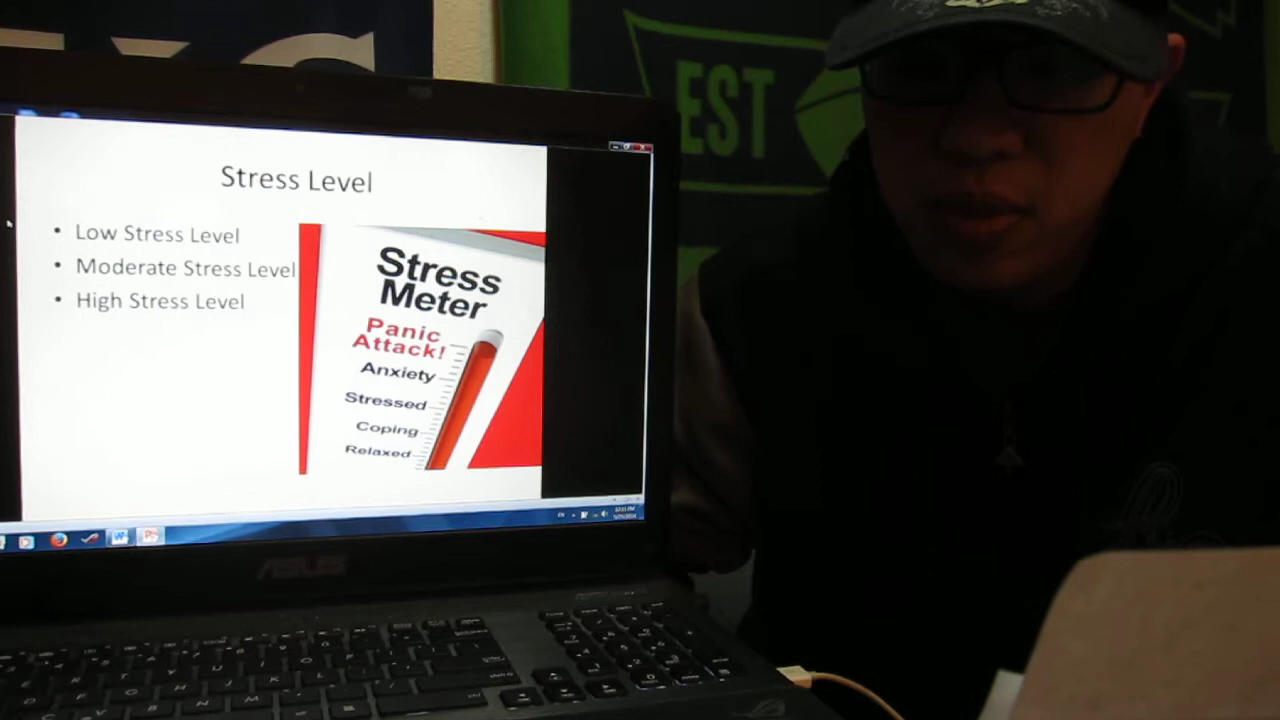 EST
Stress Level
• Low Stress Level
• Moderate Stress Level
• High Stress Level
Stress
Meter
Panic
Attack!
Anxiety
Stressed
Coping
Relaxed
ASUS